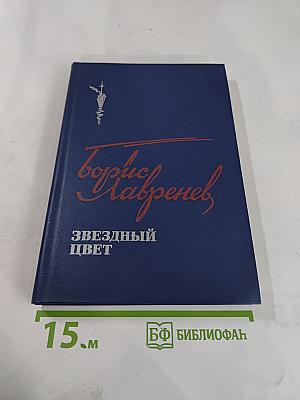 Борис
Лавренев
ЗВЕЗДНЫЙ
ЦВЕТ
15.м
БФ БИБЛИОФАН